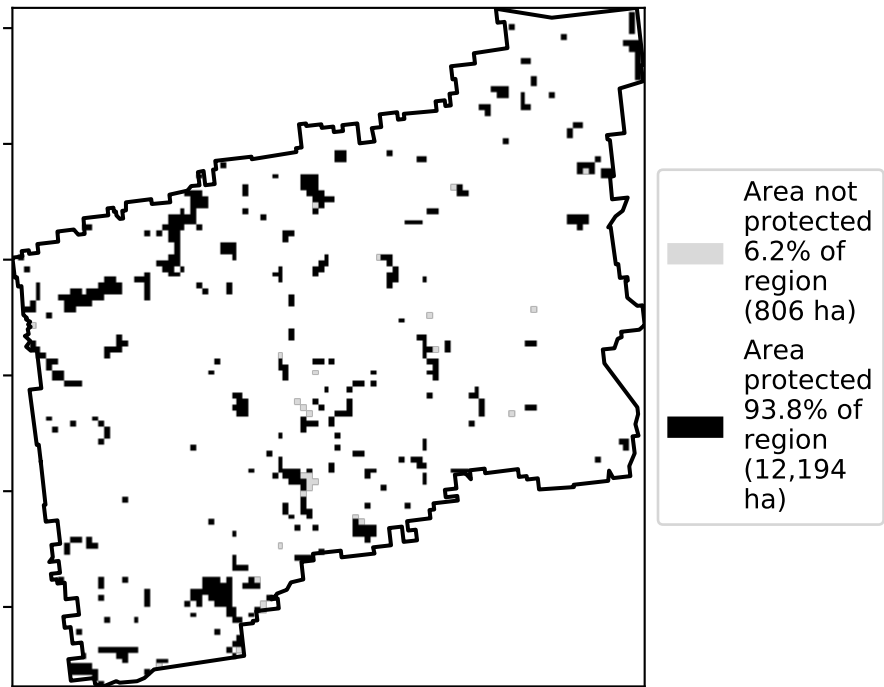 Area not
protected
6.2% of
region
(806 ha)
Area
protected
93.8% of
region
(12,194
ha)